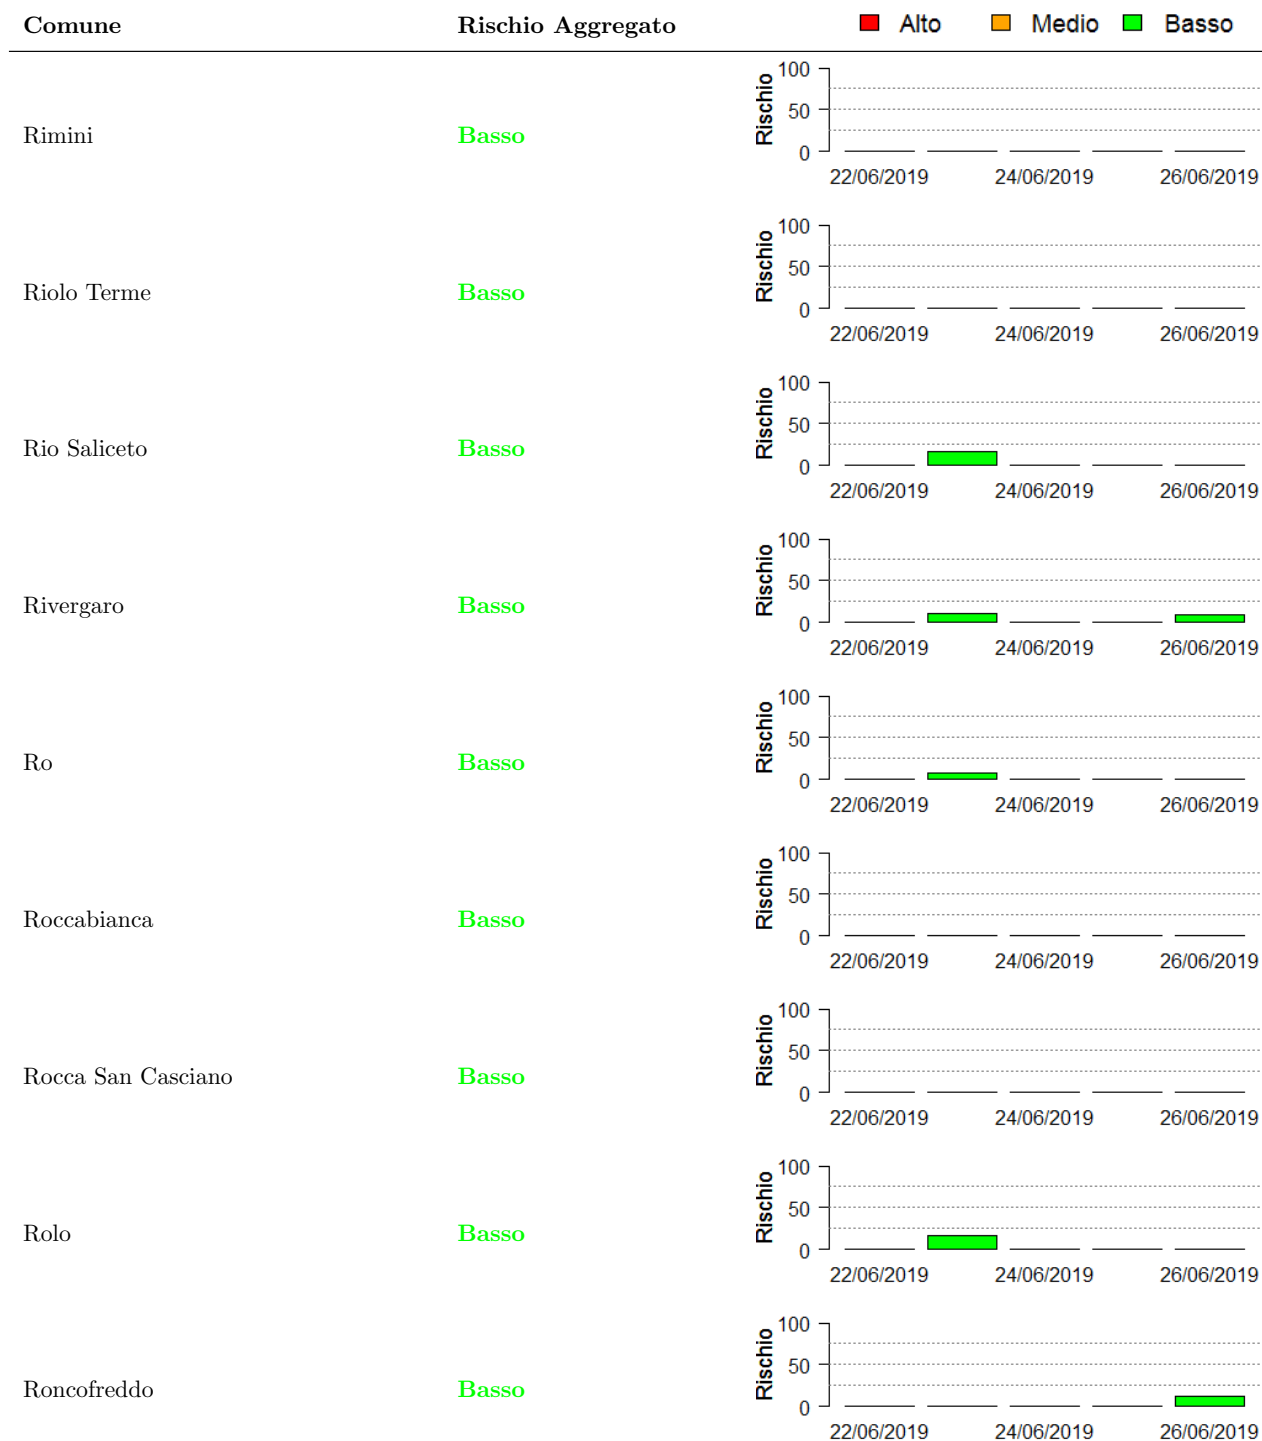 Comune Rischio Aggregato Alto Medio Basso
Rimini Basso
Rischio
100
50
0
22/06/2019 24/06/2019 26/06/2019
Riolo Terme Basso
Rischio
100
50
0
22/06/2019 24/06/2019 26/06/2019
Rio Saliceto Basso
Rischio
100
50
0
22/06/2019 24/06/2019 26/06/2019
Rivergaro Basso
Rischio
100
50
0
22/06/2019 24/06/2019 26/06/2019
Ro Basso
Rischio
100
50
0
22/06/2019 24/06/2019 26/06/2019
Roccabianca Basso
Rischio
100
50
0
22/06/2019 24/06/2019 26/06/2019
Rocca San Casciano Basso
Rischio
100
50
0
22/06/2019 24/06/2019 26/06/2019
Rolo Basso
Rischio
100
50
0
22/06/2019 24/06/2019 26/06/2019
Roncofreddo Basso
Rischio
100
50
0
22/06/2019 24/06/2019 26/06/2019